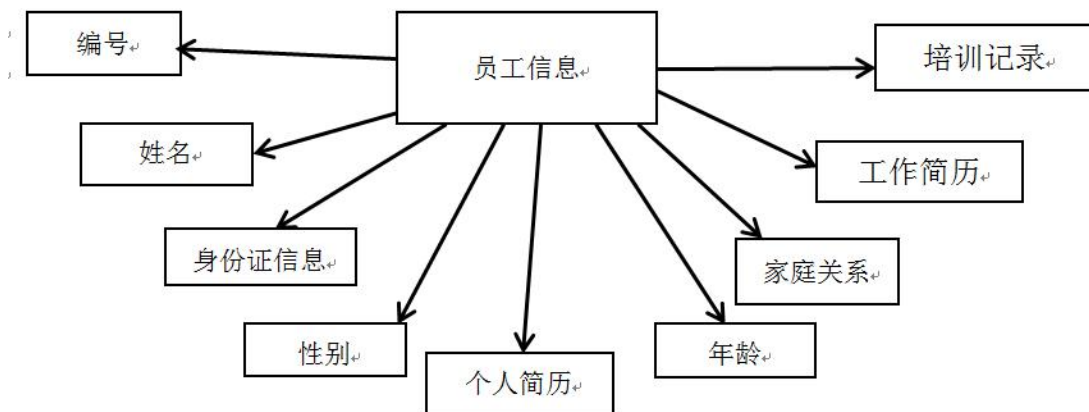 编号
员工信息
培训记录
姓名
工作简历
身份证信息
家庭关系
性别
年龄
个人简历